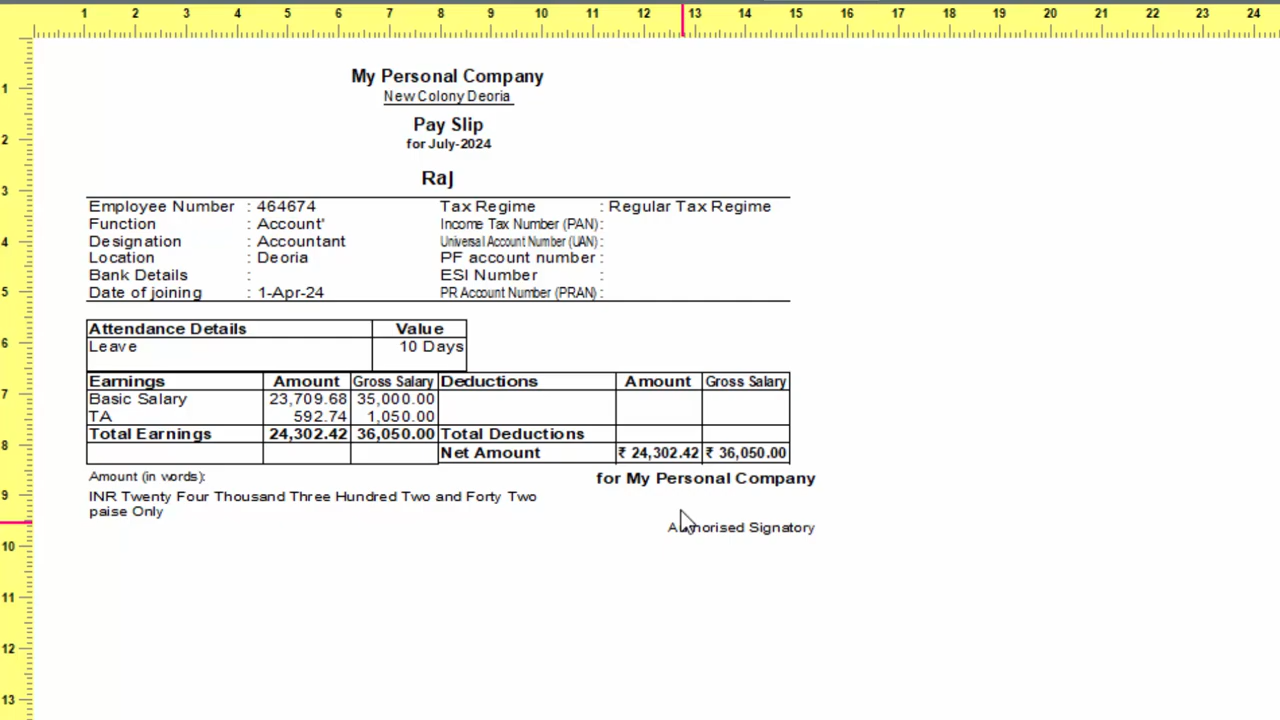 1 2 3 4 5 6 7 8 9 10 11 12 13 14 15 16 17 18 19 20 21 22 23 24
1
2
3
4
5
6
7
8
9
10
11
12
13
My Personal Company
New Colony Deoria
Pay Slip
for July-2024
Raj
Employee Number : 464674 Tax Regime : Regular Tax Regime
Function : Account' Income Tax Number (PAN) :
Designation : Accountant Universal Account Number (UAN) :
Location : Deoria PF account number :
Bank Details : ESI Number :
Date of joining : 1-Apr-24 PR Account Number (PRAN) :
Attendance Details Value
Leave 10 Days
Earnings Amount Gross Salary Deductions Amount Gross Salary
Basic Salary 23,709.68 35,000.00
TA 592.74 1,050.00
Total Earnings 24,302.42 36,050.00 Total Deductions
Net Amount ₹ 24,302.42 ₹ 36,050.00
Amount (in words):
for My Personal Company
INR Twenty Four Thousand Three Hundred Two and Forty Two
paise Only
Authorised Signatory